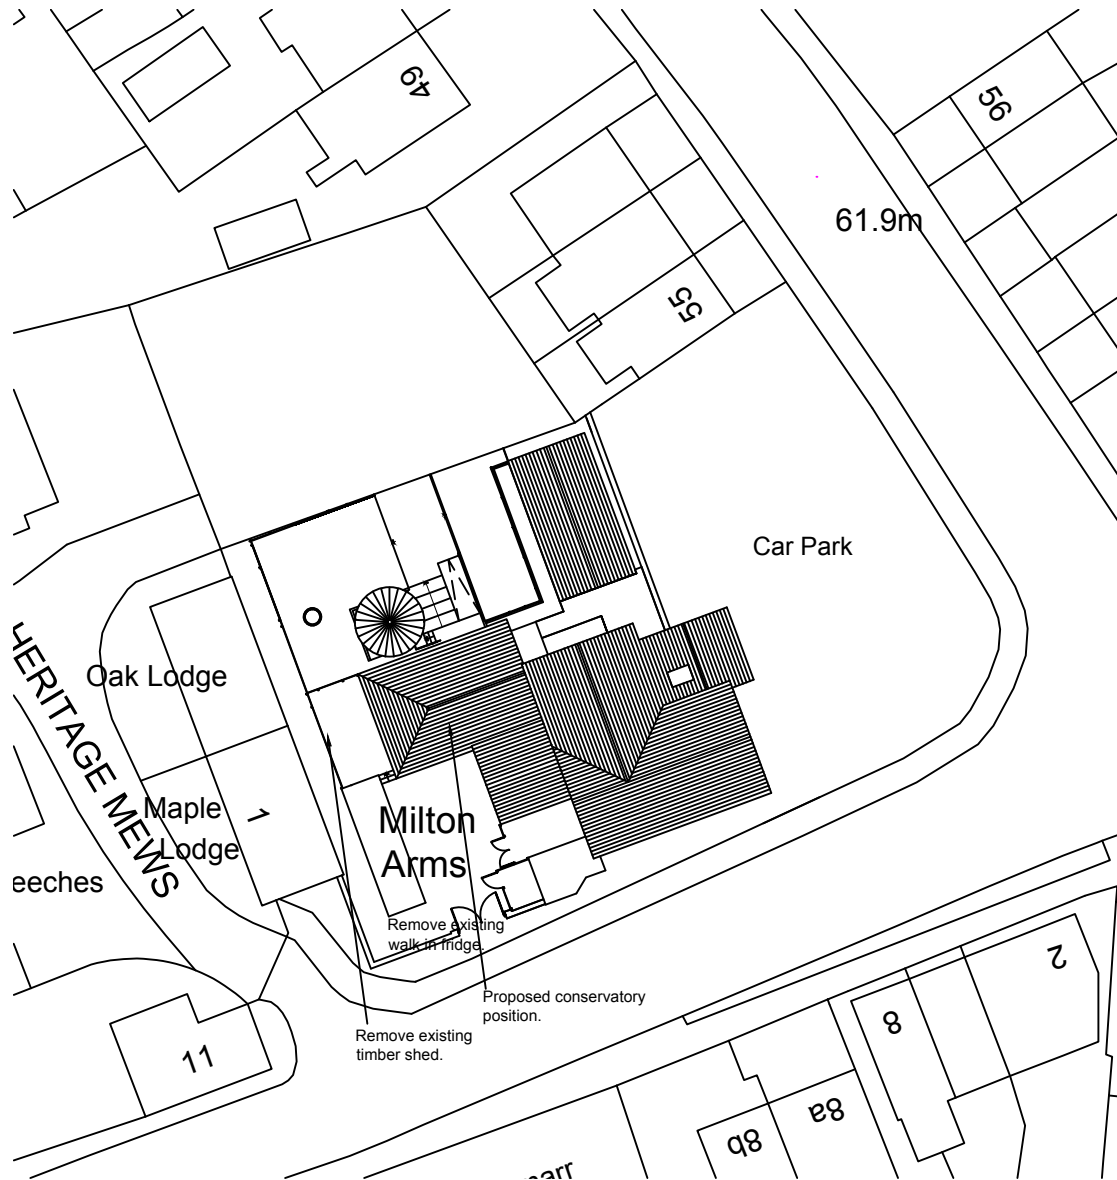 49
56
61.9m
55
Car Park
HERITAGE MEWS
Oak Lodge
Maple
Lodge
1
Milton
Arms
eeches
Remove existing
walk in fridge.
Proposed conservatory
position.
Remove existing
timber shed.
11
2
8
8a
8b